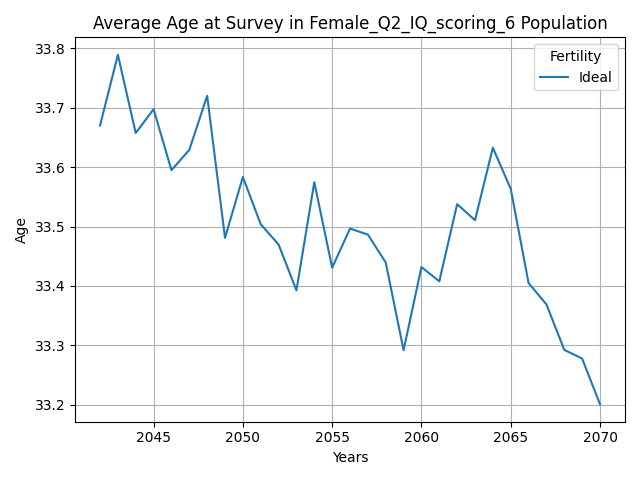 Average Age at Survey in Female_Q2_IQ_scoring_6 Population
Fertility
Ideal
33.8
33.7
33.6
33.5
33.4
33.3
33.2
Age
2045 2050 2055 2060 2065 2070
Years